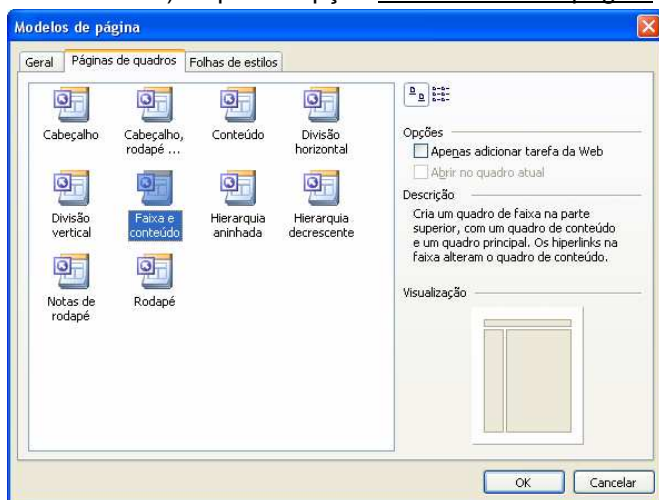 Modelos de página
Geral
Páginas de quadros
Folhas de estilos
Cabeçalho
Cabeçalho,
rodapé ...
Conteúdo
Divisão
horizontal
Divisão
vertical
Faixa e
conteúdo
Hierarquia
aninhada
Hierarquia
decrescente
Notas de
rodapé
Rodapé
Opções
Apenas adicionar tarefa da Web
Abrir no quadro atual
Descrição
Cria um quadro de faixa na parte
superior, com um quadro de conteúdo
e um quadro principal. Os hiperlinks na
faixa alteram o quadro de conteúdo.
Visualização
OK
Cancelar